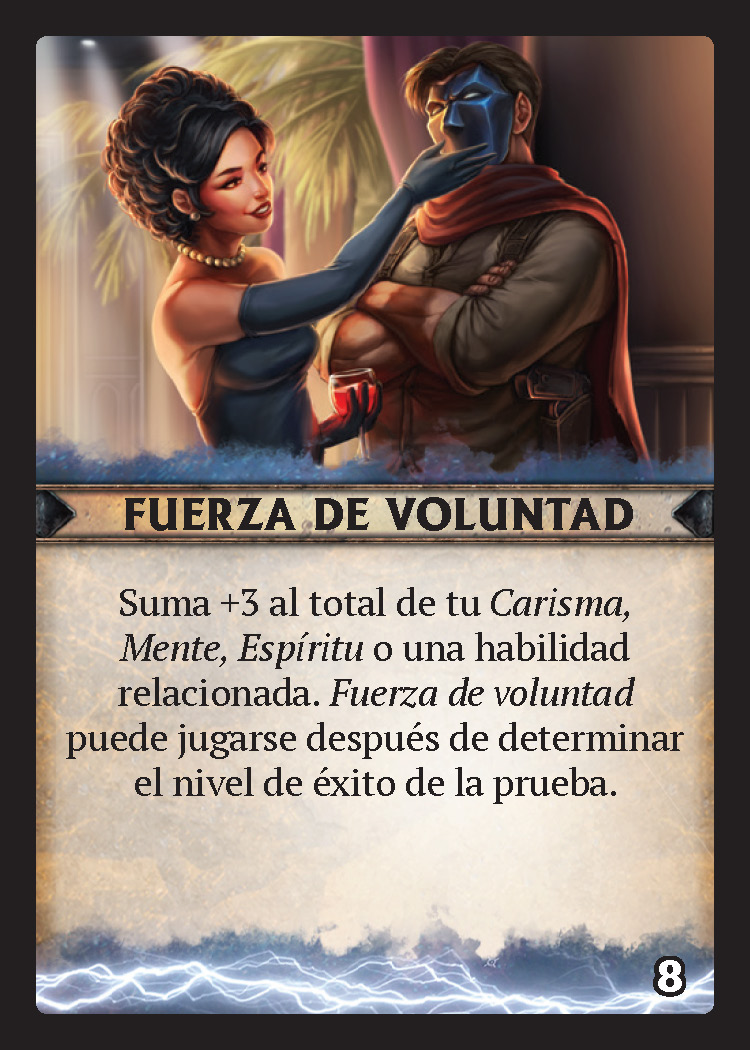 FUERZA DE VOLUNTAD
Suma +3 al total de tu Carisma,
Mente, Espíritu o una habilidad
relacionada. Fuerza de voluntad
puede jugarse después de determinar
el nivel de éxito de la prueba.
8